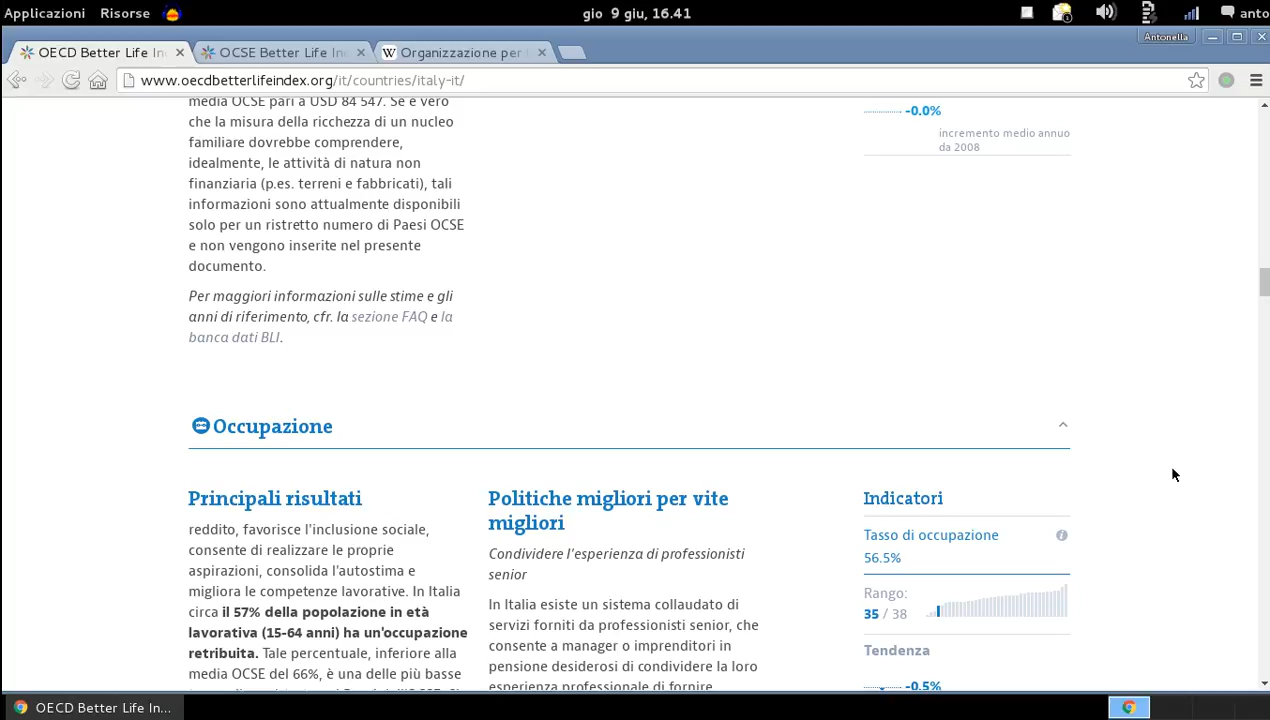 Applicazioni Risorse gio 9 giu, 16.41 anto
Antonella
OECD Better Life In OCSE Better Life In Organizzazione per
www.oecdbetterlifeindex.org/it/countries/italy-it/
media OCSE pari a USD 84 547. Se è vero
che la misura della ricchezza di un nucleo
familiare dovrebbe comprendere,
idealmente, le attività di natura non
finanziaria (p.es. terreni e fabbricati), tali
informazioni sono attualmente disponibili
solo per un ristretto numero di Paesi OCSE
e non vengono inserite nel presente
documento.
Per maggiori informazioni sulle stime e gli
anni di riferimento, cfr. la sezione FAQ e la
banca dati BLI.
-0.0%
incremento medio annuo
da 2008
Occupazione
Principali risultati
reddito, favorisce l'inclusione sociale,
consente di realizzare le proprie
aspirazioni, consolida l'autostima e
migliora le competenze lavorative. In Italia
circa il 57% della popolazione in età
lavorativa (15-64 anni) ha un'occupazione
retribuita. Tale percentuale, inferiore alla
media OCSE del 66%, è una delle più basse
Politiche migliori per vite
migliori
Condividere l'esperienza di professionisti
senior
In Italia esiste un sistema collaudato di
servizi forniti da professionisti senior, che
consente a manager o imprenditori in
pensione desiderosi di condividere la loro
esperienza professionale di fornire
Indicatori
Tasso di occupazione
56.5%
Rango:
35 / 38
Tendenza
-0.5%
OECD Better Life In...